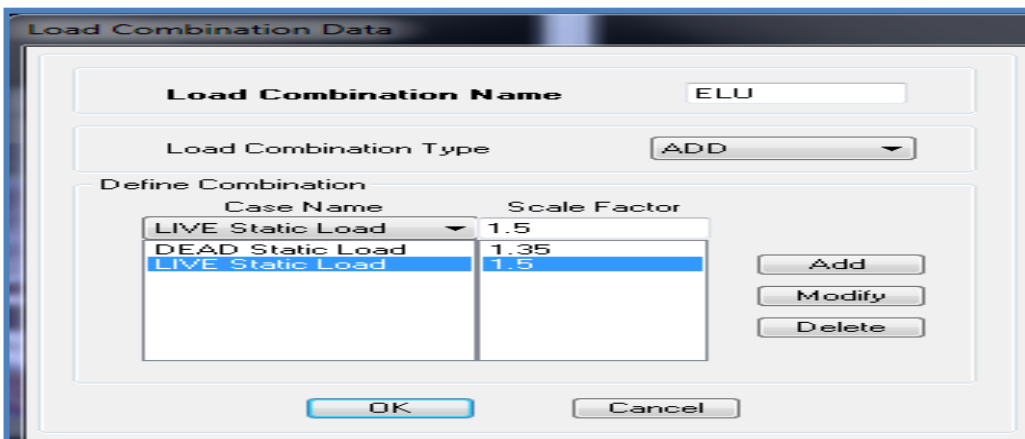 Load Combination Data
Load Combination Name ELU
Load Combination Type ADD
Define Combination
Case Name Scale Factor
LIVE Static Load 1.5
DEAD Static Load 1.35
LIVE Static Load 1.5
Add
Modify
Delete
OK Cancel